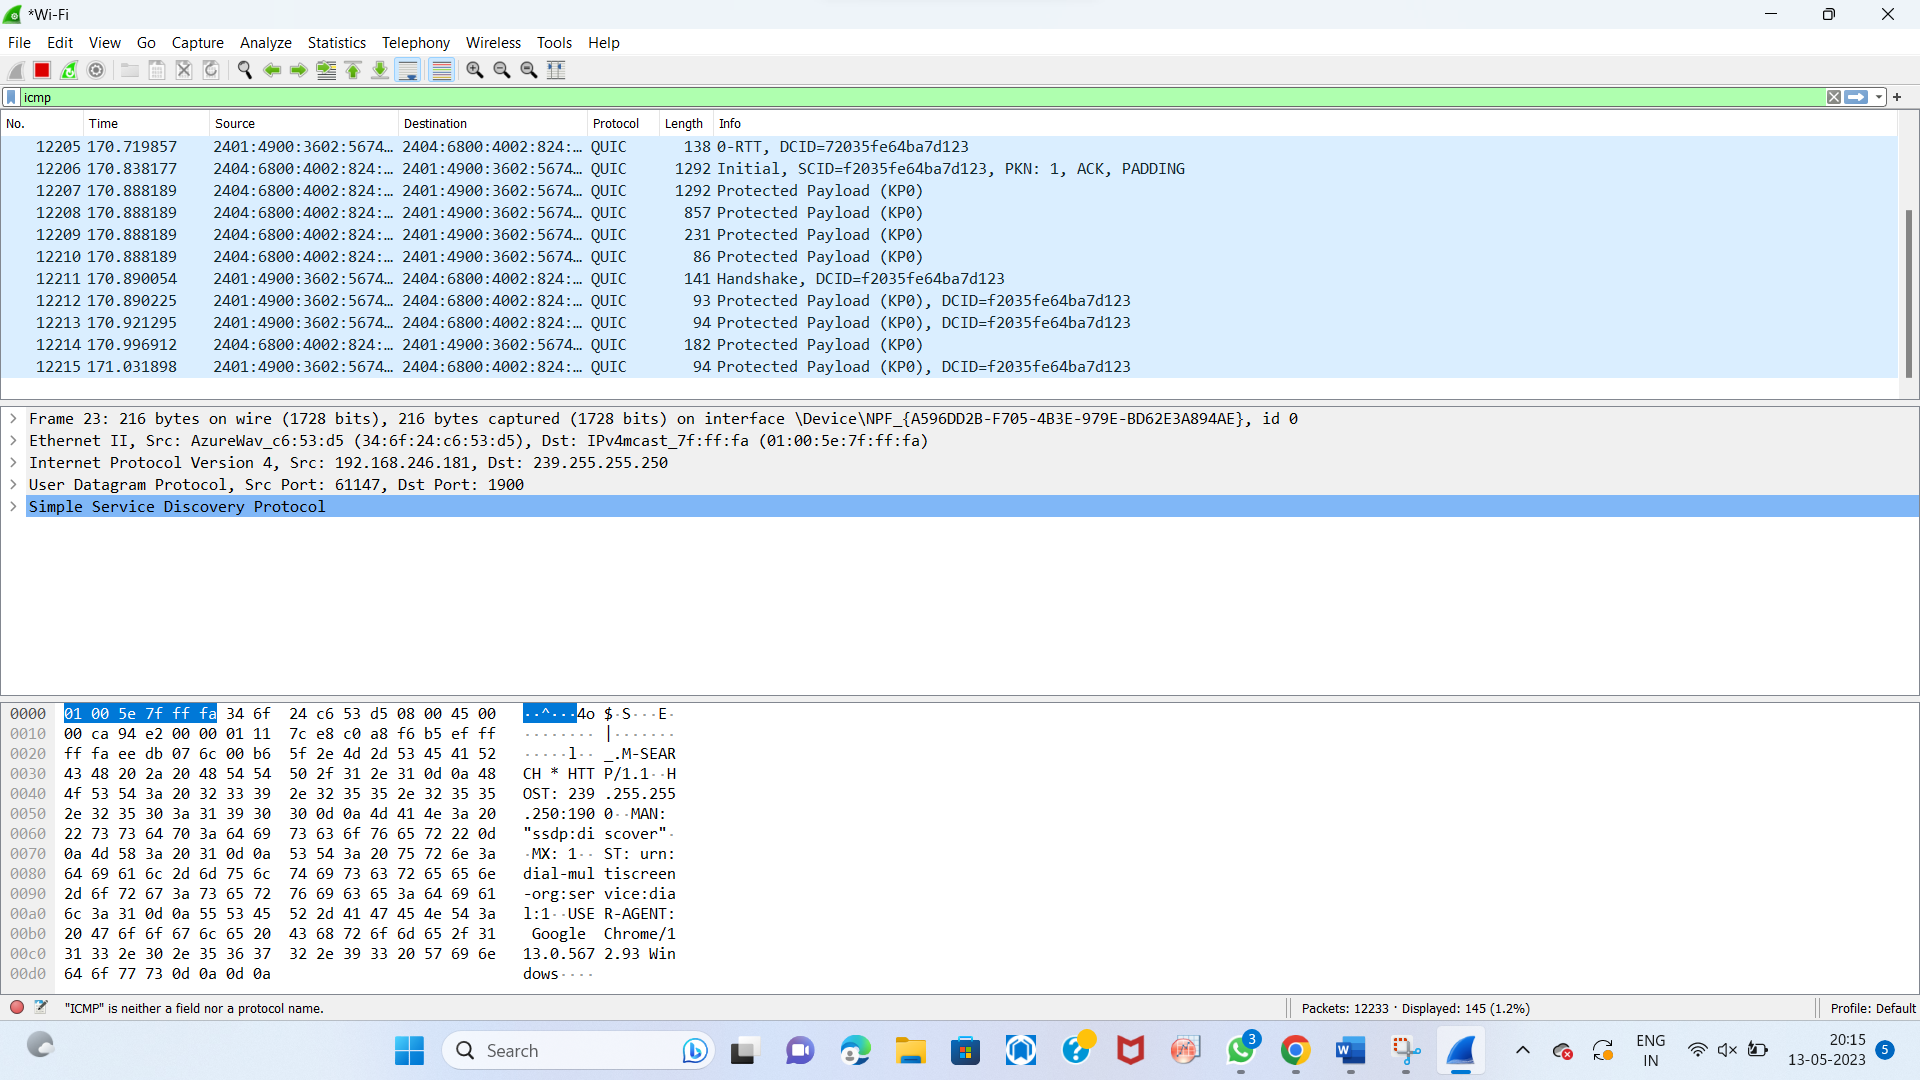 *Wi-Fi
File Edit View Go Capture Analyze Statistics Telephony Wireless Tools Help
icmp
No. Time Source Destination Protocol Length Info
12205 170.719857 2401:4900:3602:5674… 2404:6800:4002:824:… QUIC 138 0-RTT, DCID=72035fe64ba7d123
12206 170.838177 2404:6800:4002:824:… 2401:4900:3602:5674… QUIC 1292 Initial, SCID=f2035fe64ba7d123, PKN: 1, ACK, PADDING
12207 170.888189 2404:6800:4002:824:… 2401:4900:3602:5674… QUIC 1292 Protected Payload (KP0)
12208 170.888189 2404:6800:4002:824:… 2401:4900:3602:5674… QUIC 857 Protected Payload (KP0)
12209 170.888189 2404:6800:4002:824:… 2401:4900:3602:5674… QUIC 231 Protected Payload (KP0)
12210 170.888189 2404:6800:4002:824:… 2401:4900:3602:5674… QUIC 86 Protected Payload (KP0)
12211 170.890054 2401:4900:3602:5674… 2404:6800:4002:824:… QUIC 141 Handshake, DCID=f2035fe64ba7d123
12212 170.890225 2401:4900:3602:5674… 2404:6800:4002:824:… QUIC 93 Protected Payload (KP0), DCID=f2035fe64ba7d123
12213 170.921295 2401:4900:3602:5674… 2404:6800:4002:824:… QUIC 94 Protected Payload (KP0), DCID=f2035fe64ba7d123
12214 170.996912 2404:6800:4002:824:… 2401:4900:3602:5674… QUIC 182 Protected Payload (KP0)
12215 171.031898 2401:4900:3602:5674… 2404:6800:4002:824:… QUIC 94 Protected Payload (KP0), DCID=f2035fe64ba7d123
Frame 23: 216 bytes on wire (1728 bits), 216 bytes captured (1728 bits) on interface \Device\NPF_{A596DD2B-F705-4B3E-979E-BD62E3A894AE}, id 0
Ethernet II, Src: AzureWav_c6:53:d5 (34:6f:24:c6:53:d5), Dst: IPv4mcast_7f:ff:fa (01:00:5e:7f:ff:fa)
Internet Protocol Version 4, Src: 192.168.246.181, Dst: 239.255.255.250
User Datagram Protocol, Src Port: 61147, Dst Port: 1900
Simple Service Discovery Protocol
0000 01 00 5e 7f ff fa 34 6f 24 c6 53 d5 08 00 45 00 ··^···4o $·S···E·
0010 00 ca 94 e2 00 00 01 11 7c e8 c0 a8 f6 b5 ef ff ········ |·······
0020 ff fa ee db 07 6c 00 b6 5f 2e 4d 2d 53 45 41 52 ·····l·· _.M-SEAR
0030 43 48 20 2a 20 48 54 54 50 2f 31 2e 31 0d 0a 48 CH * HTT P/1.1··H
0040 4f 53 54 3a 20 32 33 39 2e 32 35 35 2e 32 35 35 OST: 239 .255.255
0050 2e 32 35 30 3a 31 39 30 30 0d 0a 4d 41 4e 3a 20 .250:190 0··MAN:
0060 22 73 73 64 70 3a 64 69 73 63 6f 76 65 72 22 0d "ssdp:di scover"·
0070 0a 4d 58 3a 20 31 0d 0a 53 54 3a 20 75 72 6e 3a ·MX: 1·· ST: urn:
0080 64 69 61 6c 2d 6d 75 6c 74 69 73 63 72 65 65 6e dial-mul tiscreen
0090 2d 6f 72 67 3a 73 65 72 76 69 63 65 3a 64 69 61 -org:ser vice:dia
00a0 6c 3a 31 0d 0a 55 53 45 52 2d 41 47 45 4e 54 3a l:1··USE R-AGENT:
00b0 20 47 6f 6f 67 6c 65 20 43 68 72 6f 6d 65 2f 31 Google Chrome/1
00c0 31 33 2e 30 2e 35 36 37 32 2e 39 33 20 57 69 6e 13.0.567 2.93 Win
00d0 64 6f 77 73 0d 0a 0d 0a dows····
"ICMP" is neither a field nor a protocol name. Packets: 12233 · Displayed: 145 (1.2%) Profile: Default
Search 3 ENG IN 20:15 13-05-2023 5